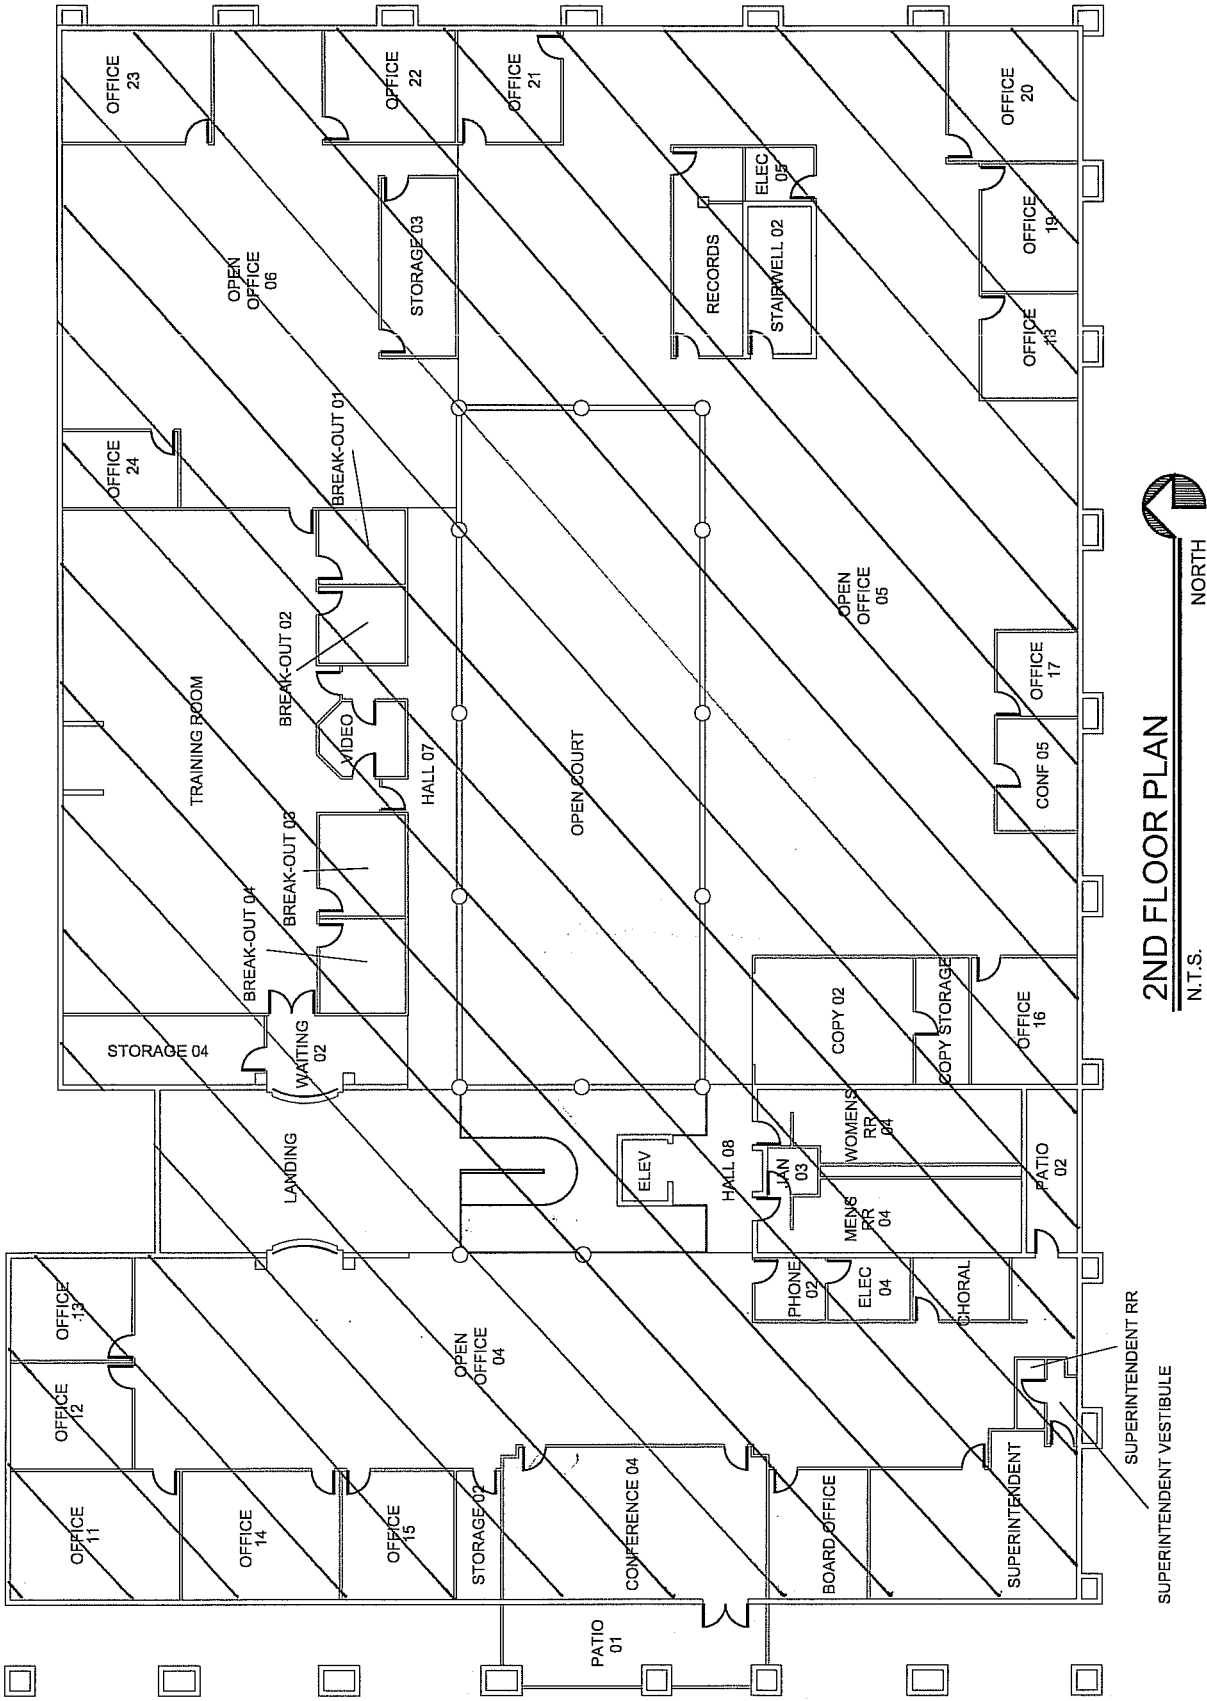 OFFICE
11
OFFICE
12
OFFICE
13
STORAGE 04
TRAINING ROOM
OFFICE
24
OPEN
OFFICE
06
OFFICE
23
OFFICE
14
LANDING
WAITING
02
BREAK-OUT 04
BREAK-OUT 03
BREAK-OUT 02
BREAK-OUT 01
VIDEO
HALL 07
STORAGE 03
OFFICE
22
OFFICE
15
STORAGE 02
OPEN
OFFICE
04
OPEN COURT
OFFICE
21
PATIO
01
CONFERENCE 04
ELEV
HALL 08
RECORDS
STAIRWELL 02
ELEC
05
BOARD OFFICE
PHONE
02
ELEC
04
CHORAL
JAN
03
MENS
RR
04
WOMENS
RR
04
COPY 02
COPY STORAGE
OPEN
OFFICE
05
SUPERINTENDENT
PATIO
02
OFFICE
16
CONF 05
OFFICE
17
OFFICE
18
OFFICE
19
OFFICE
20
SUPERINTENDENT RR
SUPERINTENDENT VESTIBULE
2ND FLOOR PLAN
N.T.S.
NORTH